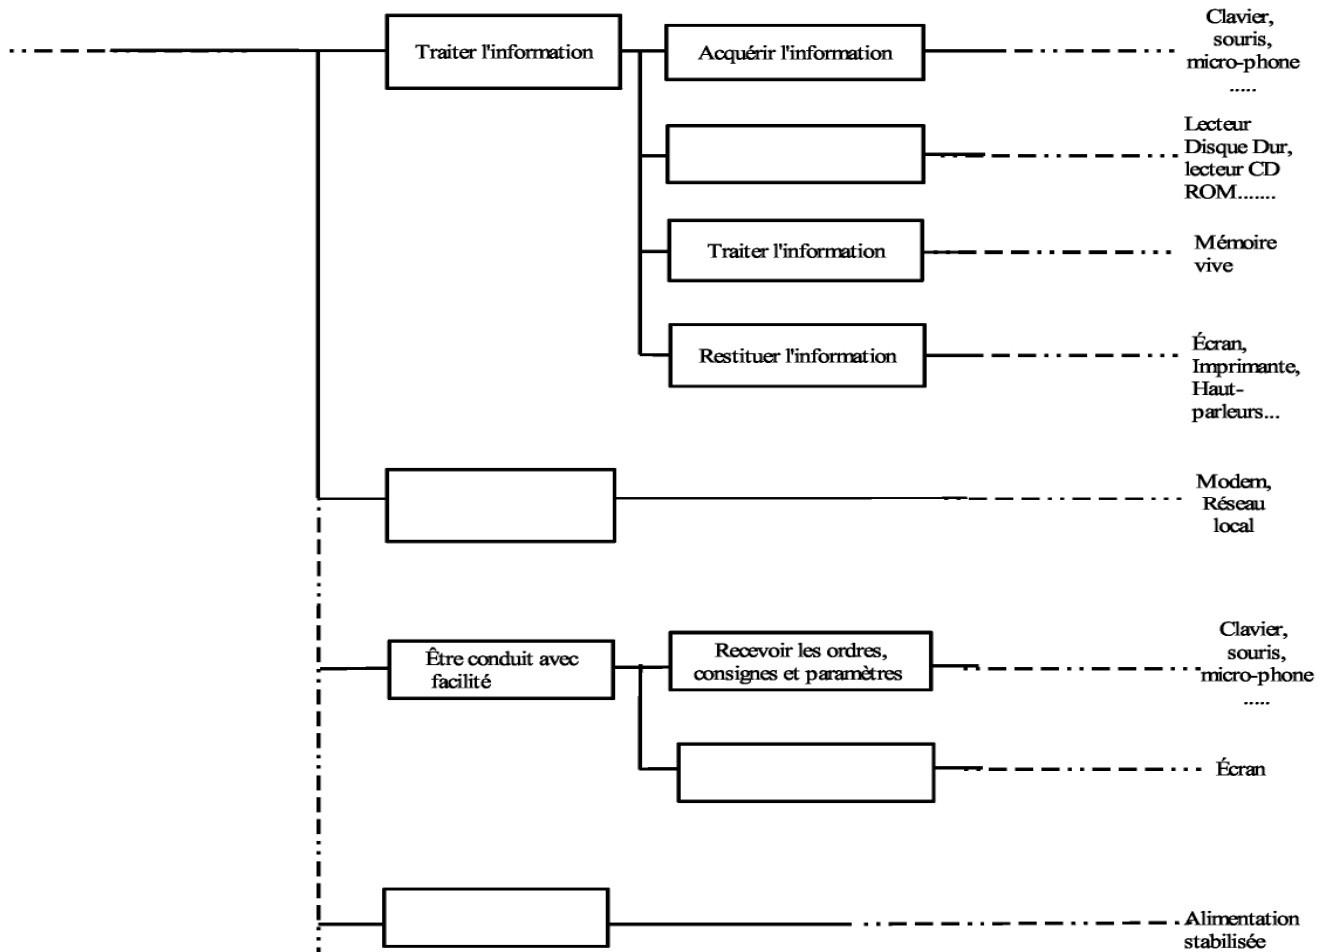 Traiter l'information
Acquérir l'information
Clavier,
souris,
micro-phone
.....
Lecteur
Disque Dur,
lecteur CD
ROM.......
Traiter l'information
Mémoire
vive
Restituer l'information
Écran,
Imprimante,
Haut-
parleurs...
Modem,
Réseau
local
Être conduit avec
facilité
Recevoir les ordres,
consignes et paramètres
Clavier,
souris,
micro-phone
.....
Écran
Alimentation
stabilisée